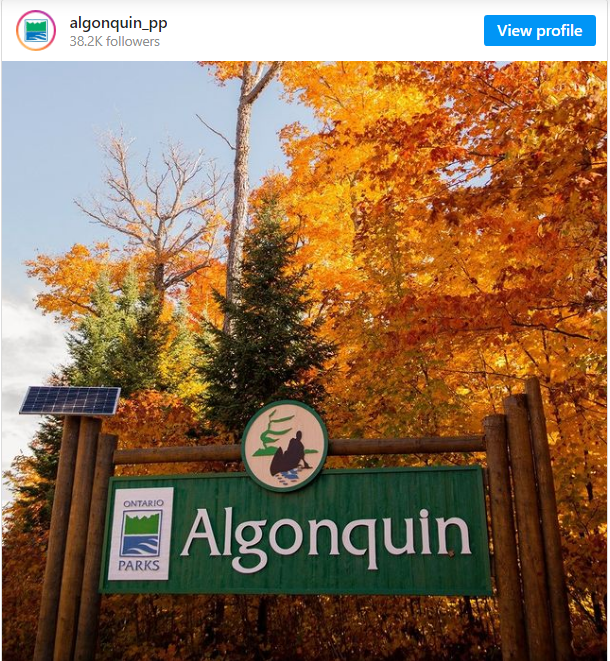 algonquin_pp
38.2K followers
View profile
ONTARIO
PARKS
Algonquin